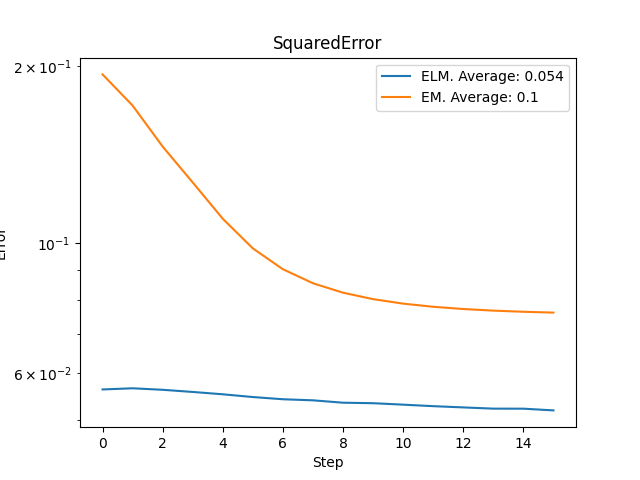 SquaredError
ELM. Average: 0.054
EM. Average: 0.1
2 × 10⁻¹
10⁻¹
6 × 10⁻²
Error
0 2 4 6 8 10 12 14
Step